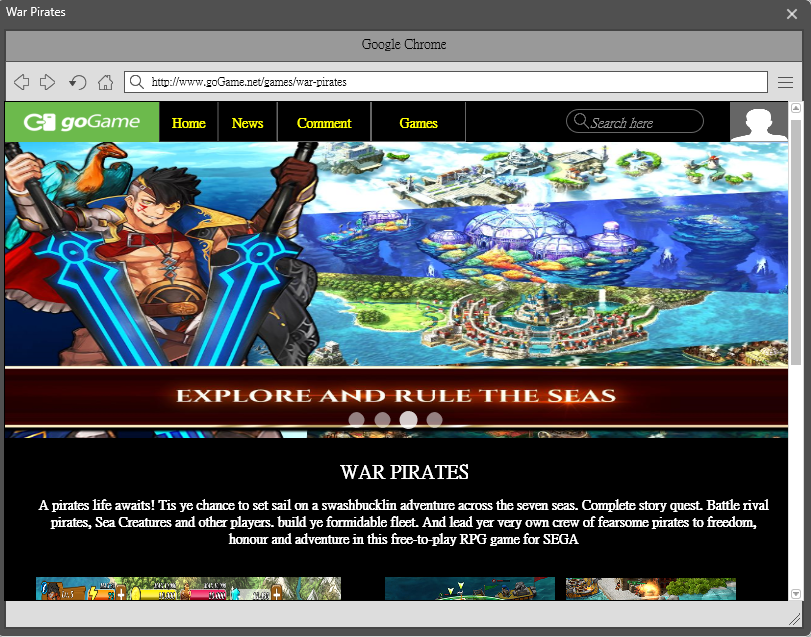 War Pirates
Google Chrome
http://www.goGame.net/games/war-pirates
goGame Home News Comment Games Search here
EXPLORE AND RULE THE SEAS
WAR PIRATES
A pirates life awaits! Tis ye chance to set sail on a swashbucklin adventure across the seven seas. Complete story quest. Battle rival
pirates, Sea Creatures and other players. build ye formidable fleet. And lead yer very own crew of fearsome pirates to freedom,
honour and adventure in this free-to-play RPG game for SEGA